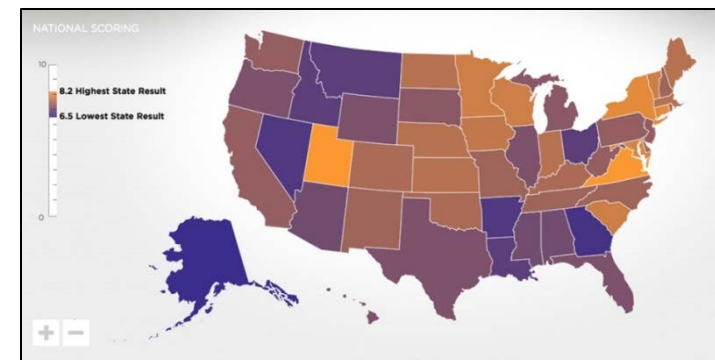 NATIONAL SCORING
10
8.2 Highest State Result
6.5 Lowest State Result
0
+ −